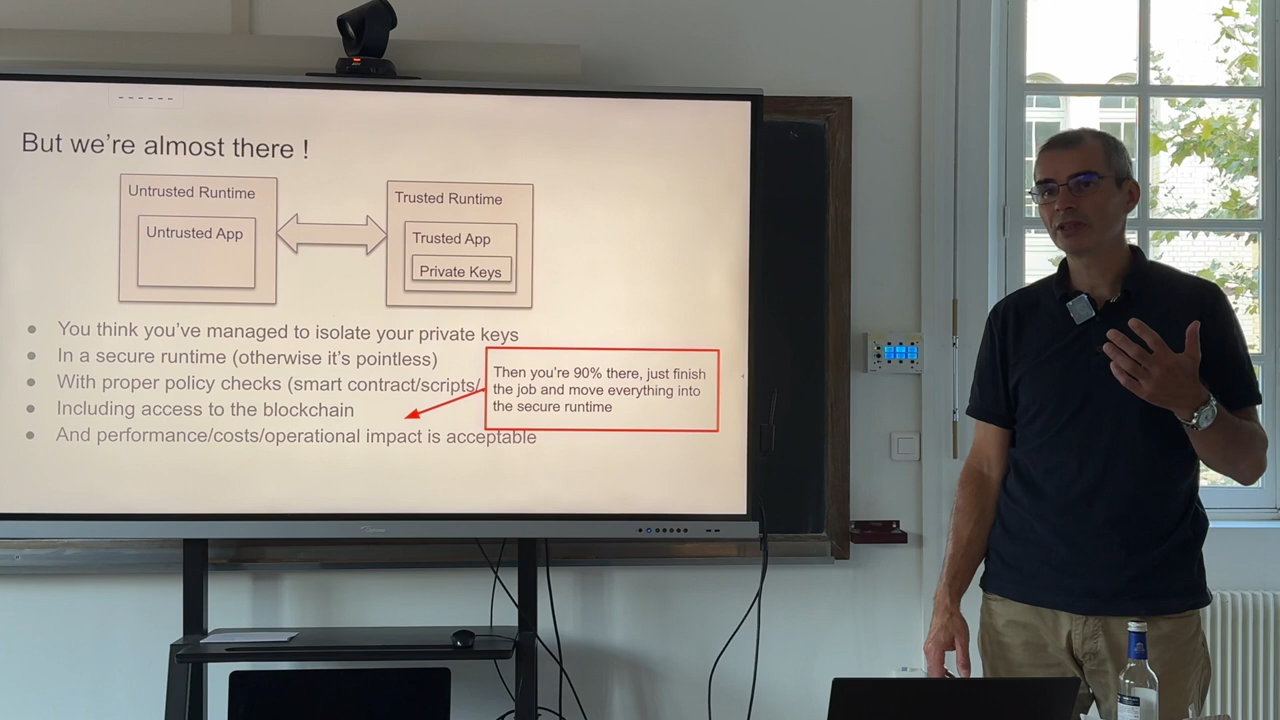 But we're almost there !
Untrusted Runtime
Untrusted App
Trusted Runtime
Trusted App
Private Keys
● You think you've managed to isolate your private keys
● In a secure runtime (otherwise it's pointless)
● With proper policy checks (smart contract/scripts/
● Including access to the blockchain
● And performance/costs/operational impact is acceptable
Then you're 90% there, just finish
the job and move everything into
the secure runtime